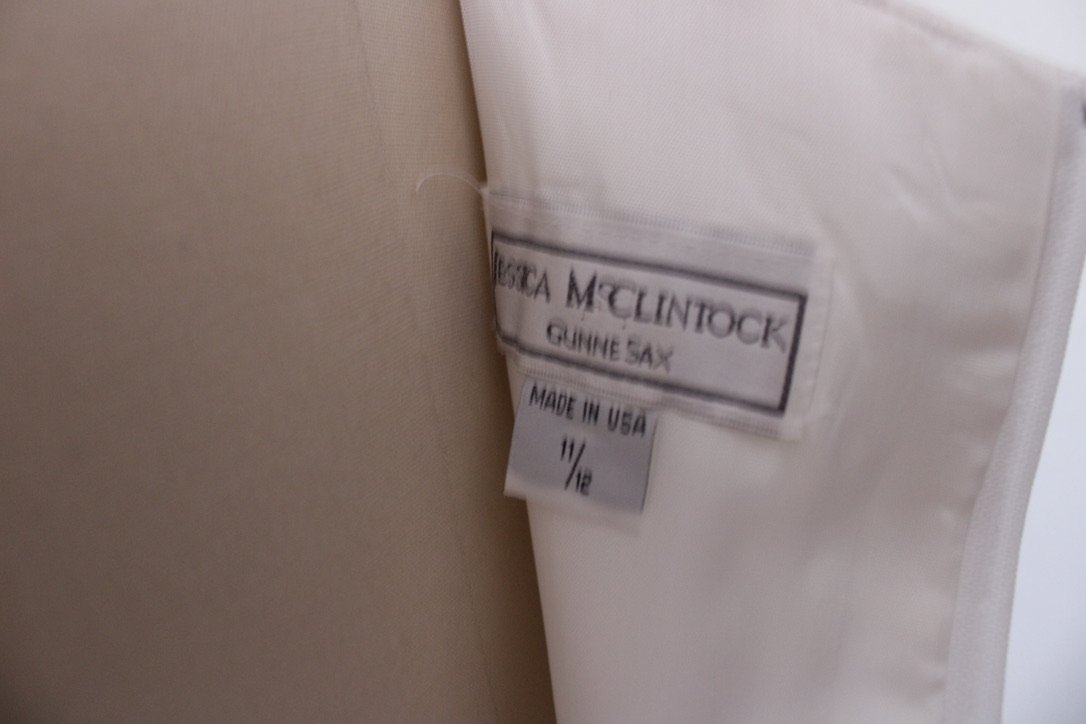 JESSICA McCLINTOCK
GUNNE SAX
MADE IN USA
11/12